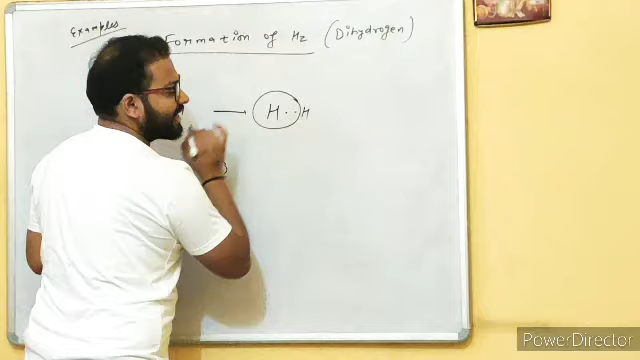 Examples
Formation of H2 (Dihydrogen)
→ H··H
PowerDirector